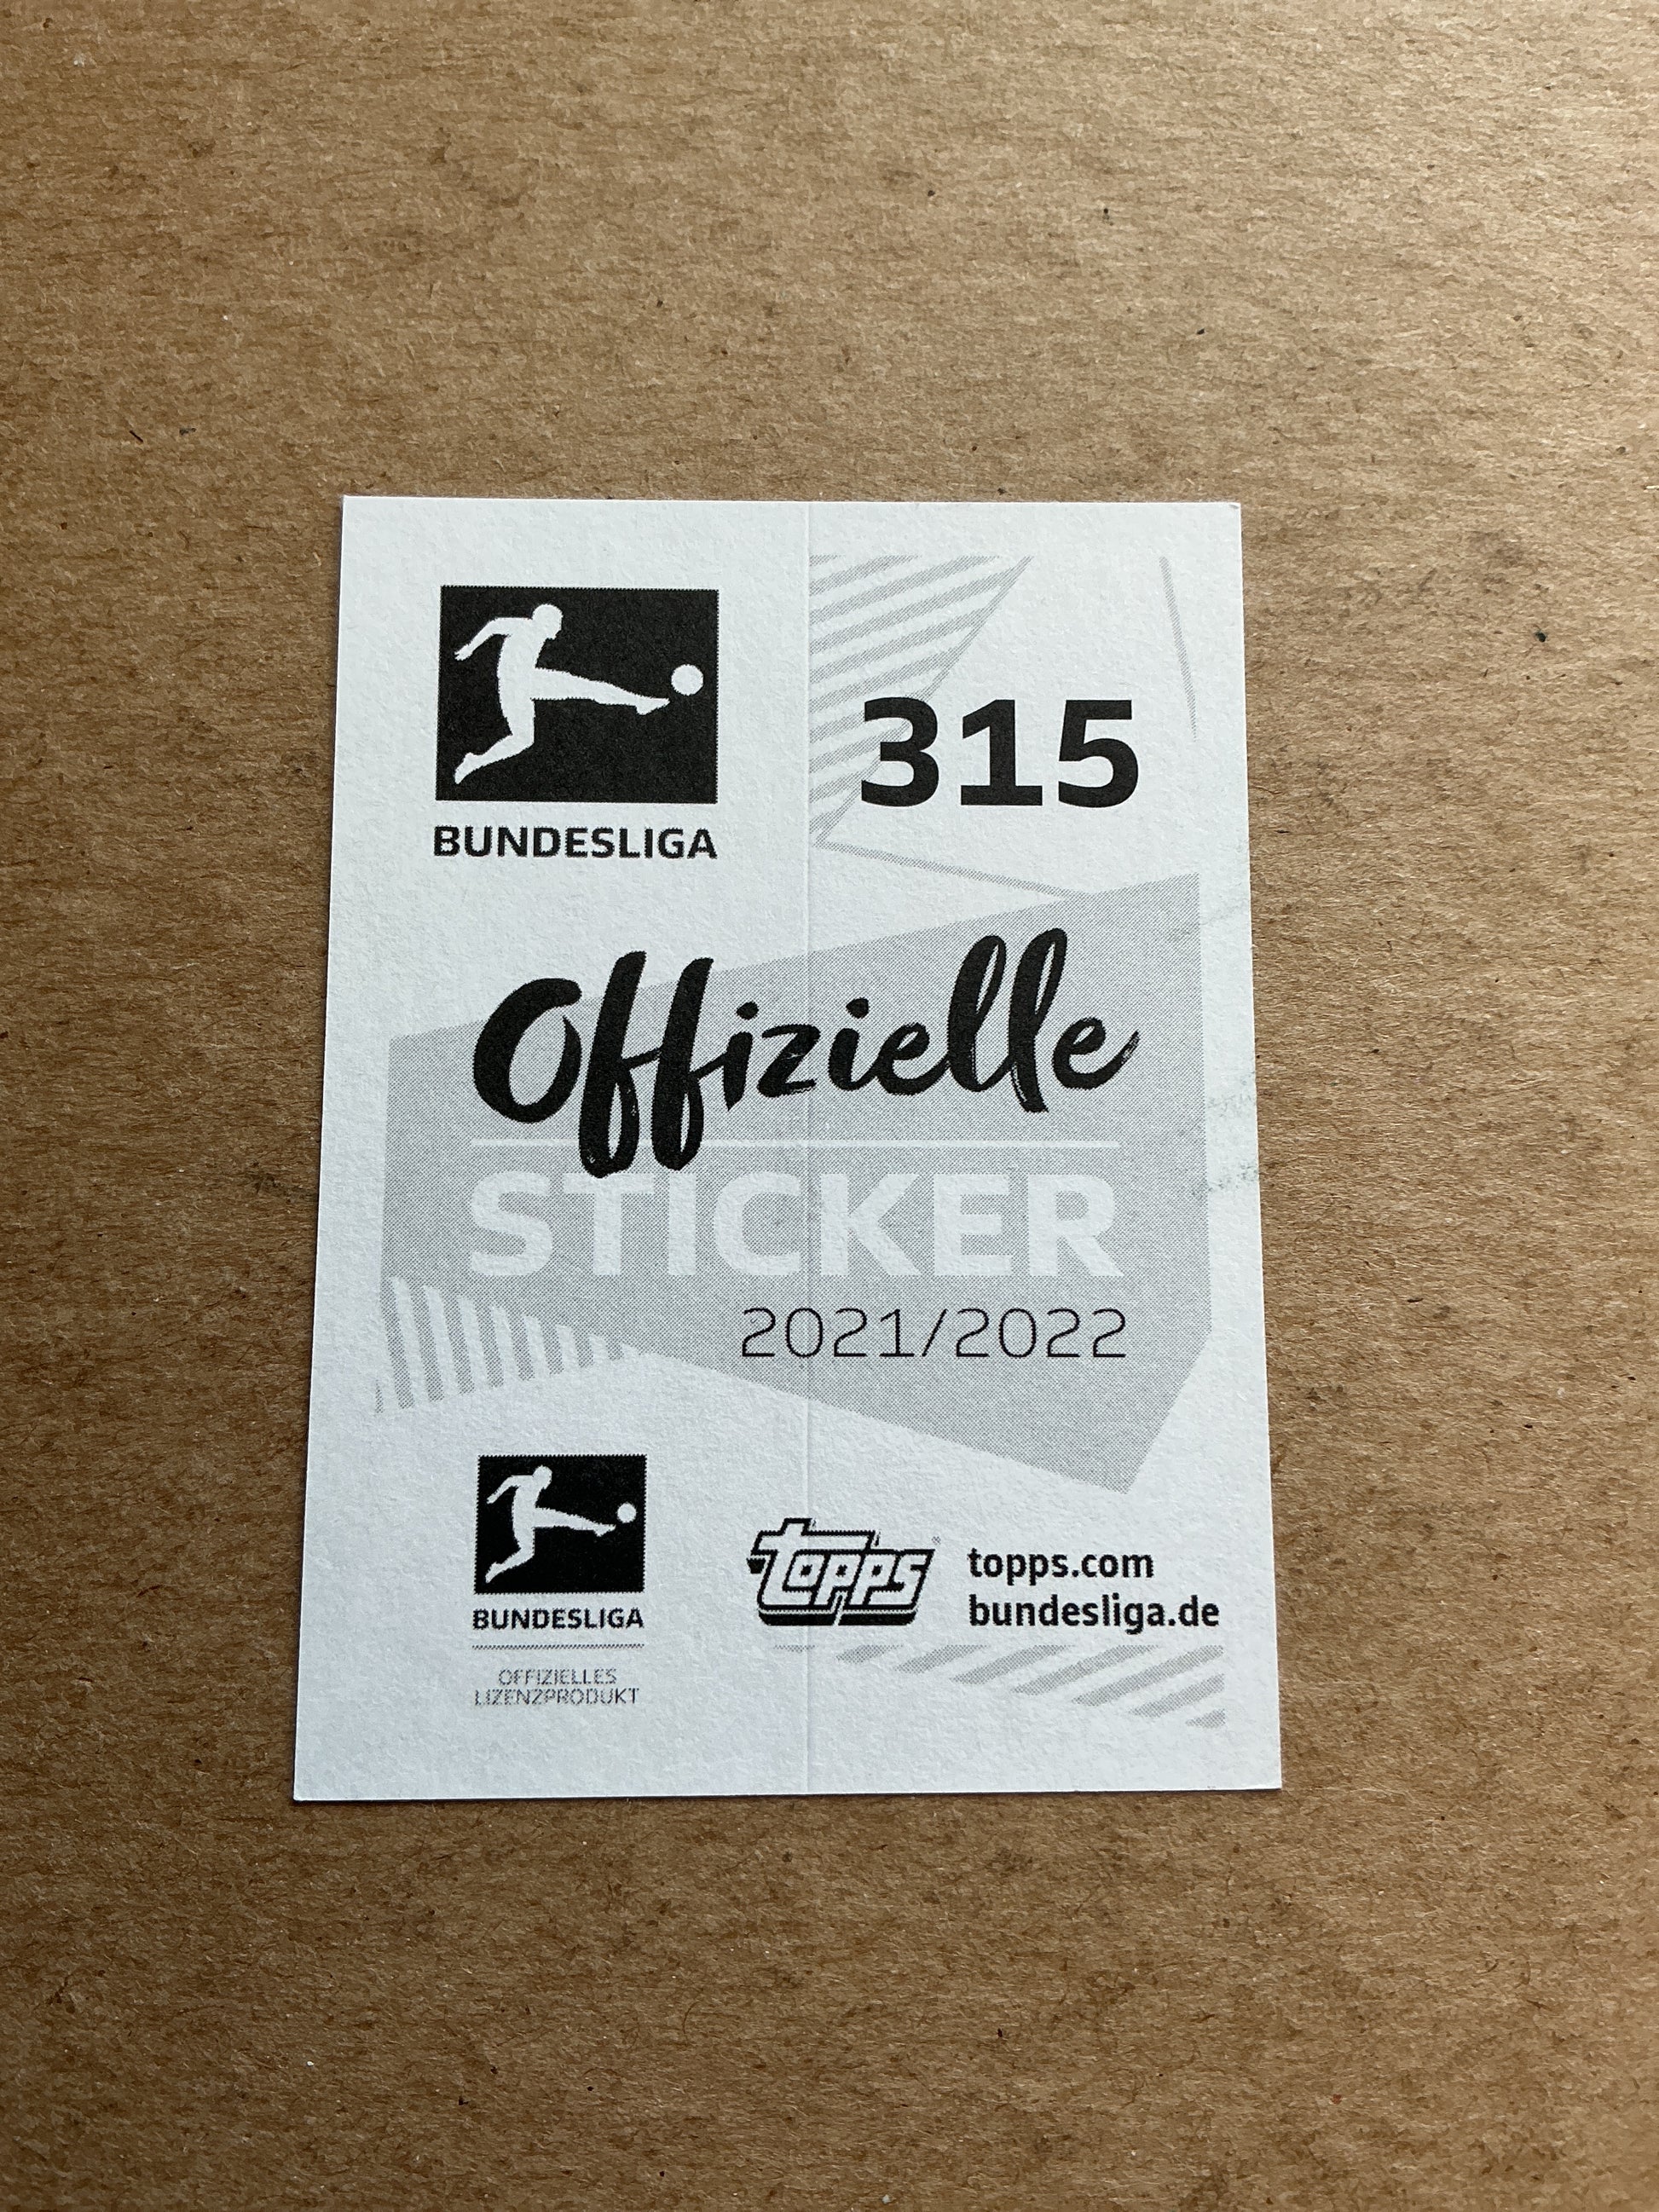 BUNDESLIGA
315
Offizielle
STICKER
2021/2022
BUNDESLIGA
OFFIZIELLES
LIZENZPRODUKT
topps
topps.com
bundesliga.de